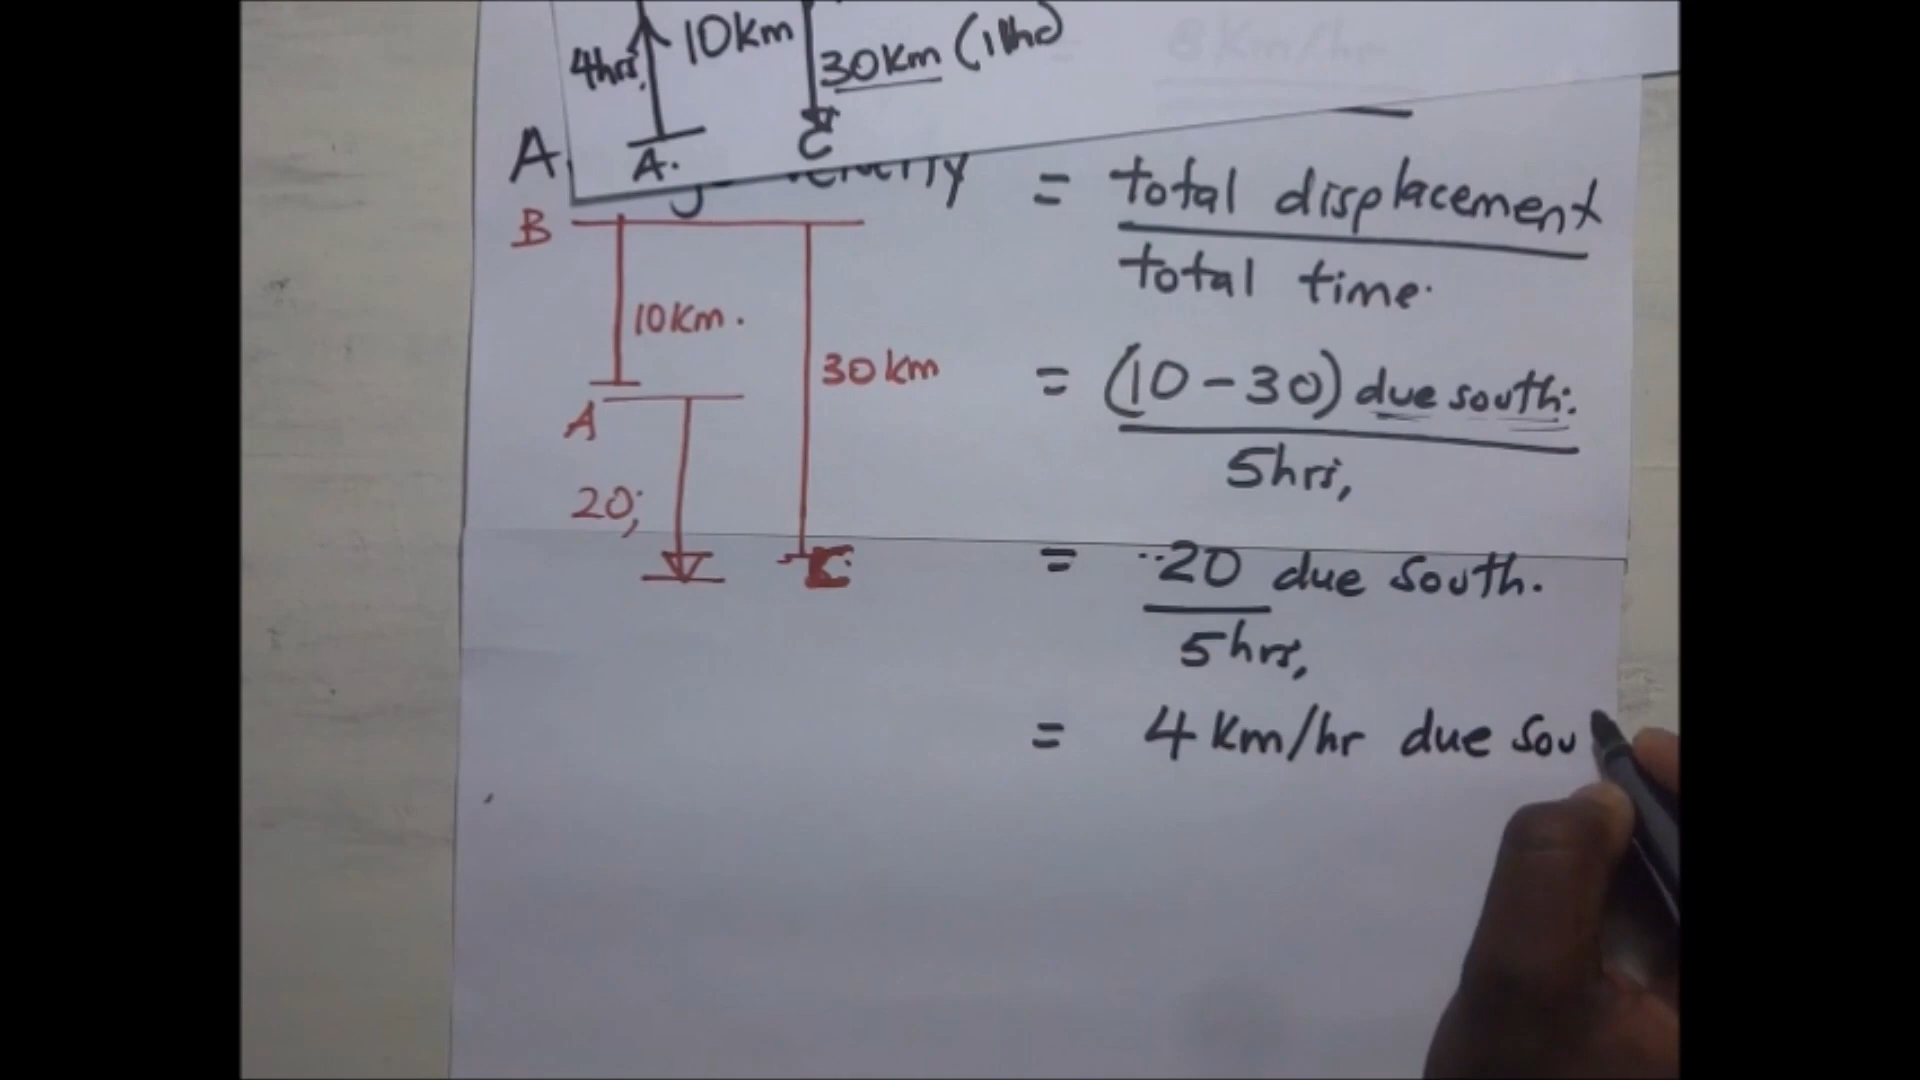 4hrs. 10km 30km (1hr)
A.
C
A
= total displacement
total time.
B
10km.
30km
= (10-30) due south.
5hrs,
A
20;
C.
= -20 due south.
5hrs,
= 4 km/hr due sou